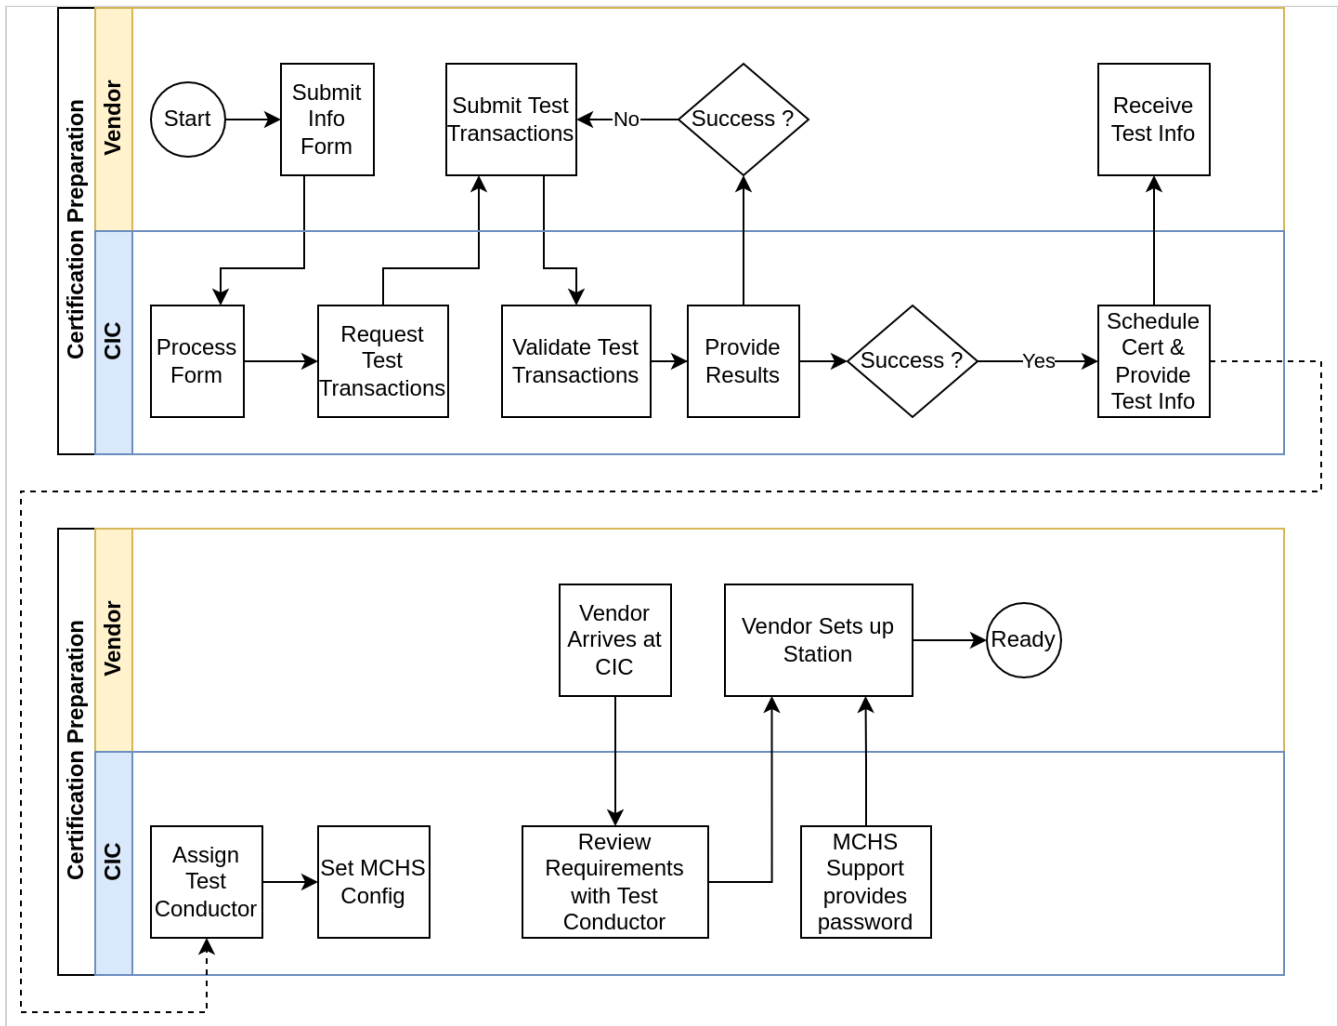 Certification Preparation
Vendor
Start
Submit
Info
Form
Submit Test
Transactions
No
Success ?
Receive
Test Info
CIC
Process
Form
Request
Test
Transactions
Validate Test
Transactions
Provide
Results
Success ?
Yes
Schedule
Cert &
Provide
Test Info
Certification Preparation
Vendor
Vendor
Arrives at
CIC
Vendor Sets up
Station
Ready
CIC
Assign
Test
Conductor
Set MCHS
Config
Review
Requirements
with Test
Conductor
MCHS
Support
provides
password